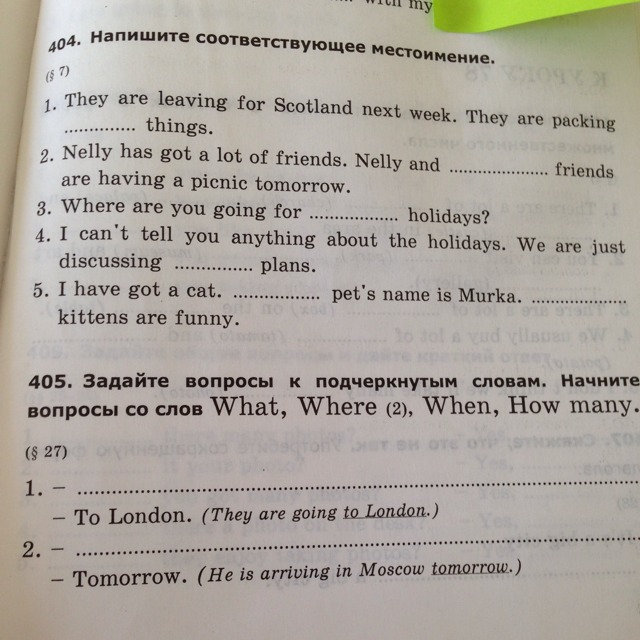 with my
404. Напишите соответствующее местоимение.
(§ 7)
1. They are leaving for Scotland next week. They are packing
.............. things.
2. Nelly has got a lot of friends. Nelly and .................... friends
are having a picnic tomorrow.
3. Where are you going for .................. holidays?
4. I can't tell you anything about the holidays. We are just
discussing ................ plans.
5. I have got a cat. .................. pet's name is Murka. ...................
kittens are funny.
405. Задайте вопросы к подчеркнутым словам. Начните
вопросы со слов What, Where (2), When, How many.
(§ 27)
1. – ....................................................................................
– To London. (They are going to London.)
2. – ....................................................................................
– Tomorrow. (He is arriving in Moscow tomorrow.)